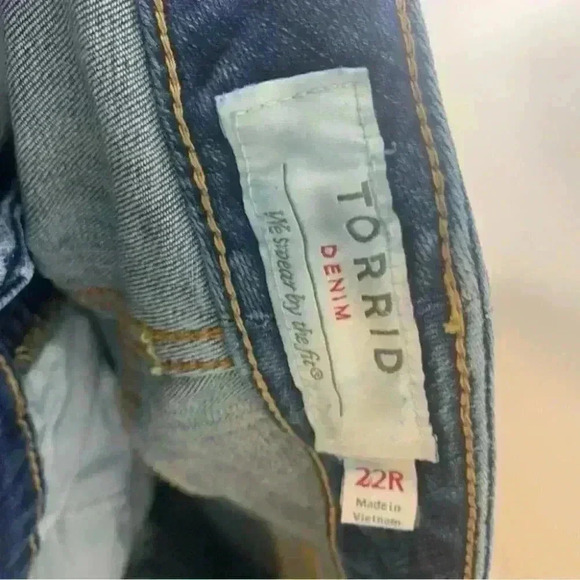 TORRID
DENIM
We swear by the fit®
22R
Made in
Vietnam